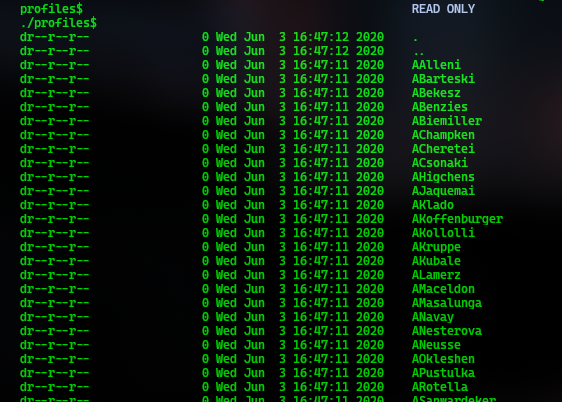 profiles$ READ ONLY
./profiles$
dr--r--r-- 0 Wed Jun 3 16:47:12 2020 .
dr--r--r-- 0 Wed Jun 3 16:47:12 2020 ..
dr--r--r-- 0 Wed Jun 3 16:47:11 2020 AAlleni
dr--r--r-- 0 Wed Jun 3 16:47:11 2020 ABarteski
dr--r--r-- 0 Wed Jun 3 16:47:11 2020 ABekesz
dr--r--r-- 0 Wed Jun 3 16:47:11 2020 ABenzies
dr--r--r-- 0 Wed Jun 3 16:47:11 2020 ABiemiller
dr--r--r-- 0 Wed Jun 3 16:47:11 2020 AChampken
dr--r--r-- 0 Wed Jun 3 16:47:11 2020 ACheretei
dr--r--r-- 0 Wed Jun 3 16:47:11 2020 ACsonaki
dr--r--r-- 0 Wed Jun 3 16:47:11 2020 AHigchens
dr--r--r-- 0 Wed Jun 3 16:47:11 2020 AJaquemai
dr--r--r-- 0 Wed Jun 3 16:47:11 2020 AKlado
dr--r--r-- 0 Wed Jun 3 16:47:11 2020 AKoffenburger
dr--r--r-- 0 Wed Jun 3 16:47:11 2020 AKollolli
dr--r--r-- 0 Wed Jun 3 16:47:11 2020 AKruppe
dr--r--r-- 0 Wed Jun 3 16:47:11 2020 AKubale
dr--r--r-- 0 Wed Jun 3 16:47:11 2020 ALamerz
dr--r--r-- 0 Wed Jun 3 16:47:11 2020 AMaceldon
dr--r--r-- 0 Wed Jun 3 16:47:11 2020 AMasalunga
dr--r--r-- 0 Wed Jun 3 16:47:11 2020 ANavay
dr--r--r-- 0 Wed Jun 3 16:47:11 2020 ANesterova
dr--r--r-- 0 Wed Jun 3 16:47:11 2020 ANeusse
dr--r--r-- 0 Wed Jun 3 16:47:11 2020 AOkleshen
dr--r--r-- 0 Wed Jun 3 16:47:11 2020 APustulka
dr--r--r-- 0 Wed Jun 3 16:47:11 2020 ARotella
dr--r--r-- 0 Wed Jun 3 16:47:11 2020 ASanwardeker